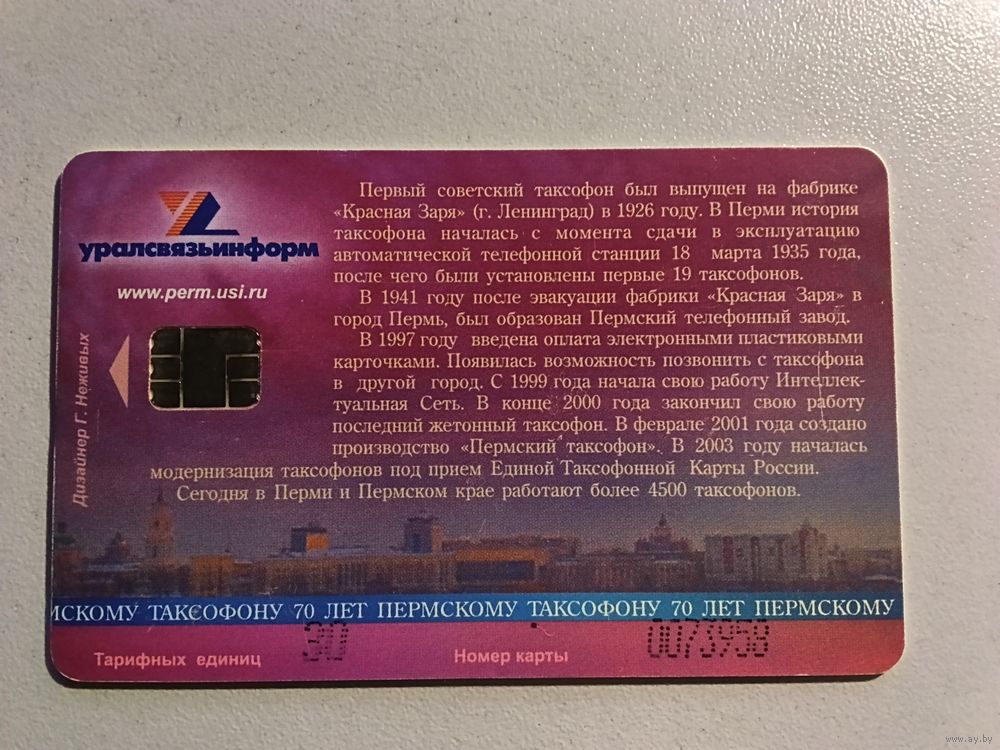 уралсвязьинформ
www.perm.usi.ru
Дизайнер Г. Неживых
Первый советский таксофон был выпущен на фабрике
«Красная Заря» (г. Ленинград) в 1926 году. В Перми история
таксофона началась с момента сдачи в эксплуатацию
автоматической телефонной станции 18 марта 1935 года,
после чего были установлены первые 19 таксофонов.
В 1941 году после эвакуации фабрики «Красная Заря» в
город Пермь, был образован Пермский телефонный завод.
В 1997 году введена оплата электронными пластиковыми
карточками. Появилась возможность позвонить с таксофона
в другой город. С 1999 года начала свою работу Интеллек-
туальная Сеть. В конце 2000 года закончил свою работу
последний жетонный таксофон. В феврале 2001 года создано
производство «Пермский таксофон». В 2003 году началась
модернизация таксофонов под прием Единой Таксофонной Карты России.
Сегодня в Перми и Пермском крае работают более 4500 таксофонов.
МСКОМУ ТАКСОФОНУ 70 ЛЕТ ПЕРМСКОМУ ТАКСОФОНУ 70 ЛЕТ ПЕРМСКОМУ
Тарифных единиц 30 Номер карты 0073958
www.ay.by